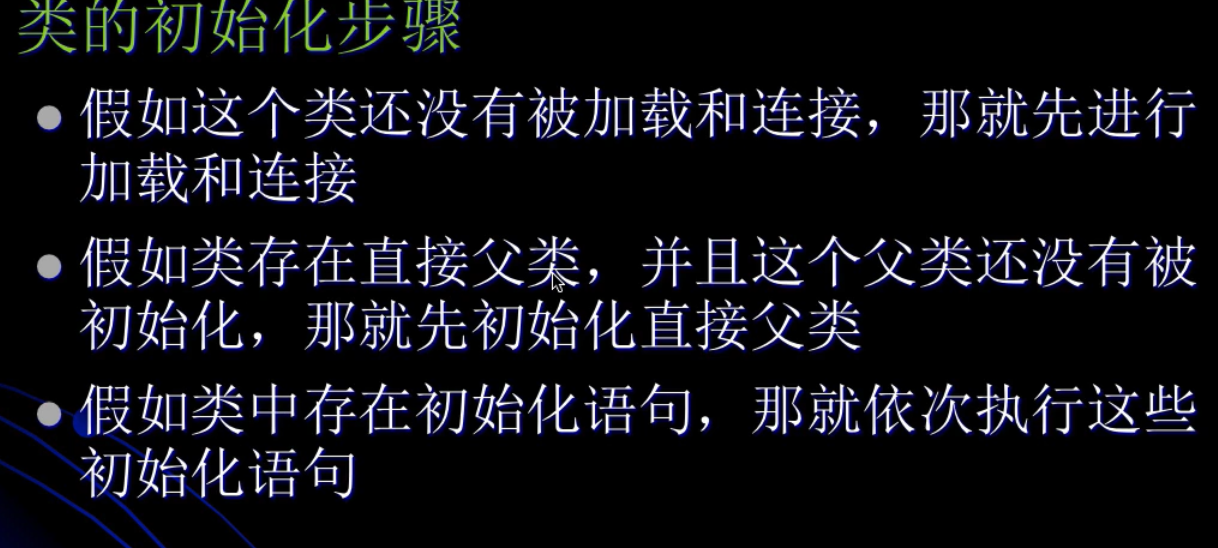 类的初始化步骤
假如这个类还没有被加载和连接，那就先进行
加载和连接
假如类存在直接父类，并且这个父类还没有被
初始化，那就先初始化直接父类
假如类中存在初始化语句，那就依次执行这些
初始化语句